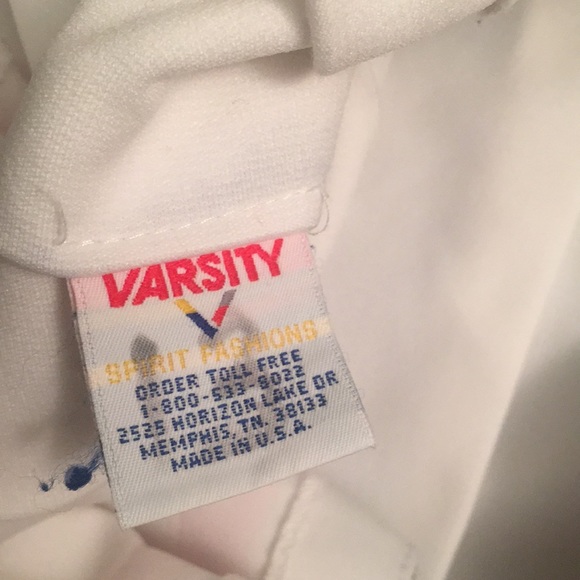 VARSITY
SPIRIT FASHIONS
ORDER TOLL FREE
1-800-533-8022
2525 HORIZON LAKE DR
MEMPHIS, TN. 38133
MADE IN U.S.A.